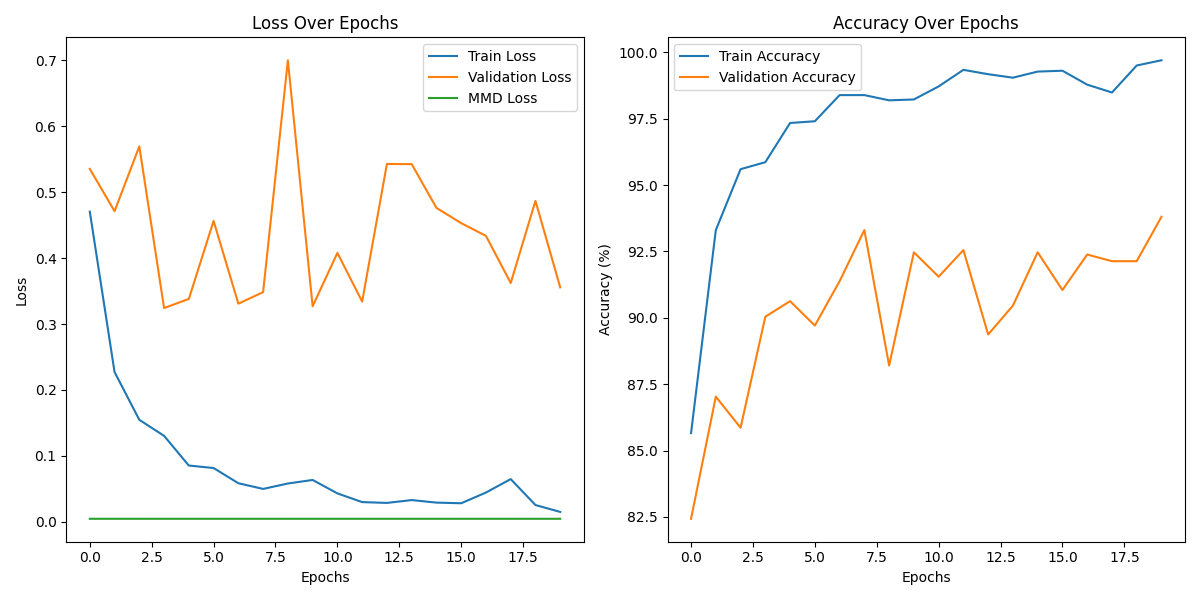 Loss Over Epochs
Loss
0.7
0.6
0.5
0.4
0.3
0.2
0.1
0.0
Train Loss
Validation Loss
MMD Loss
0.0 2.5 5.0 7.5 10.0 12.5 15.0 17.5
Epochs
Accuracy Over Epochs
Accuracy (%)
100.0
97.5
95.0
92.5
90.0
87.5
85.0
82.5
Train Accuracy
Validation Accuracy
0.0 2.5 5.0 7.5 10.0 12.5 15.0 17.5
Epochs